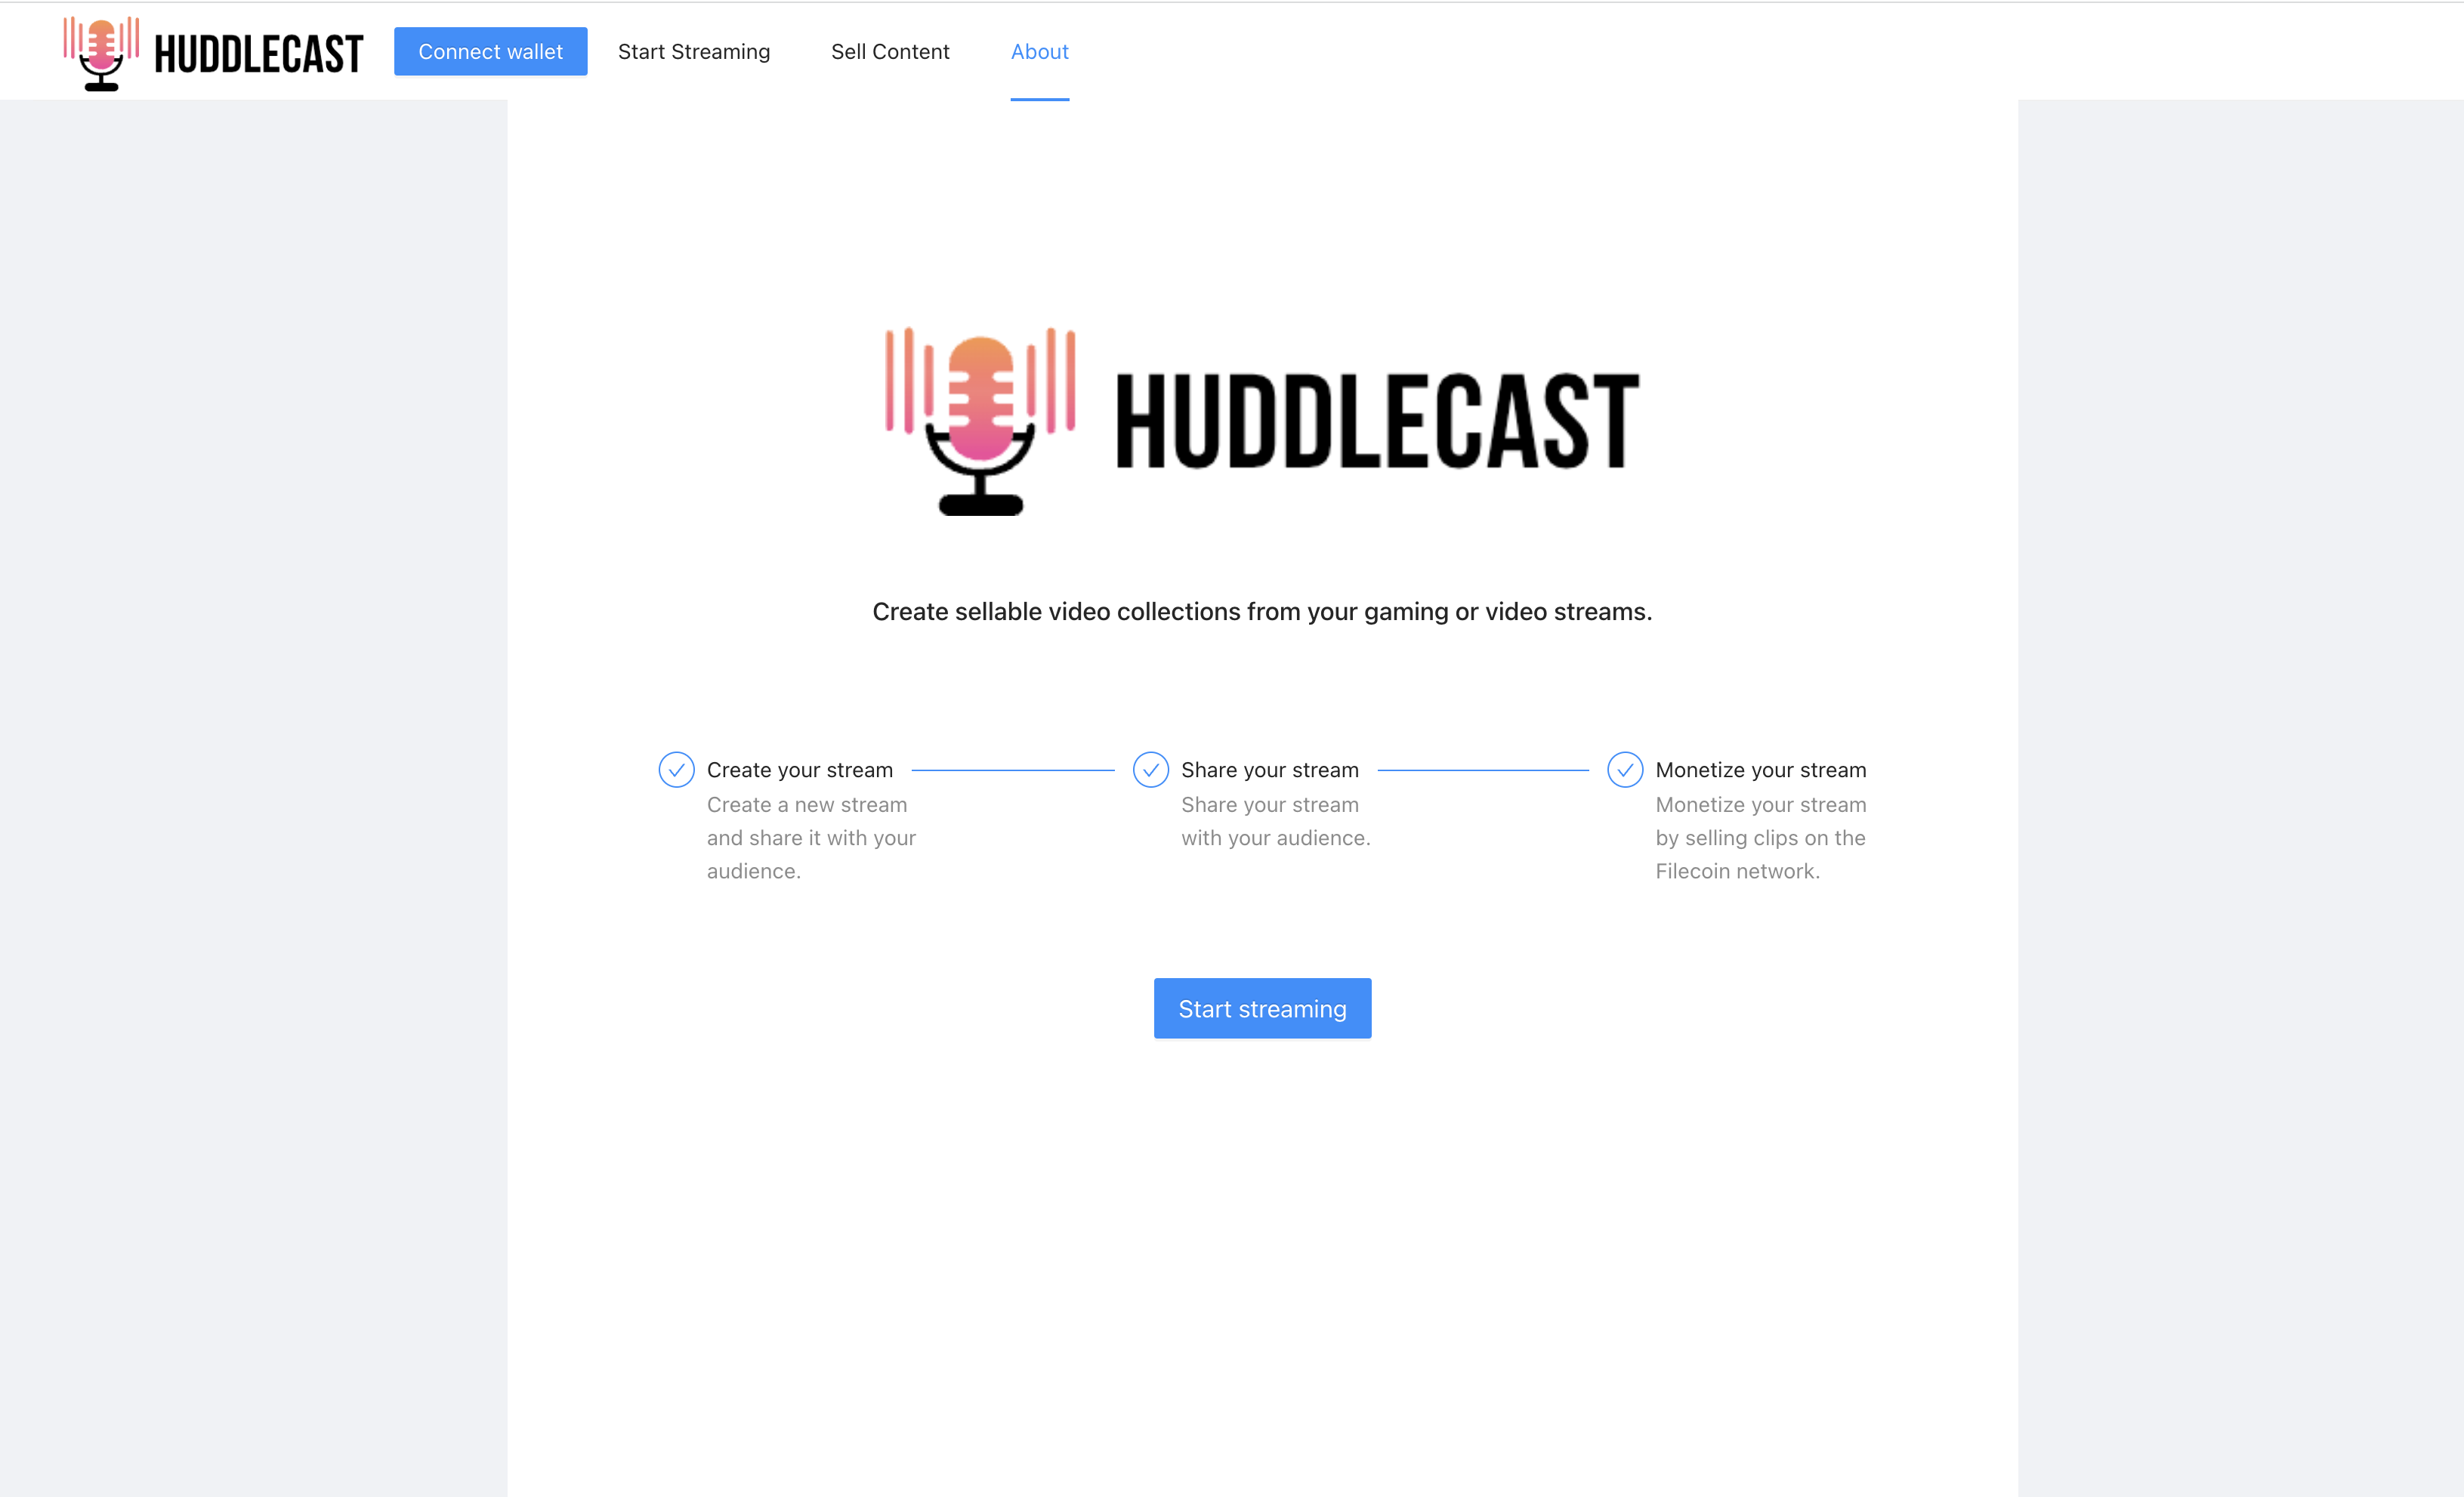 HUDDLECAST
Connect wallet
Start Streaming
Sell Content
About
HUDDLECAST
Create sellable video collections from your gaming or video streams.
Create your stream
Create a new stream
and share it with your
audience.
Share your stream
Share your stream
with your audience.
Monetize your stream
Monetize your stream
by selling clips on the
Filecoin network.
Start streaming